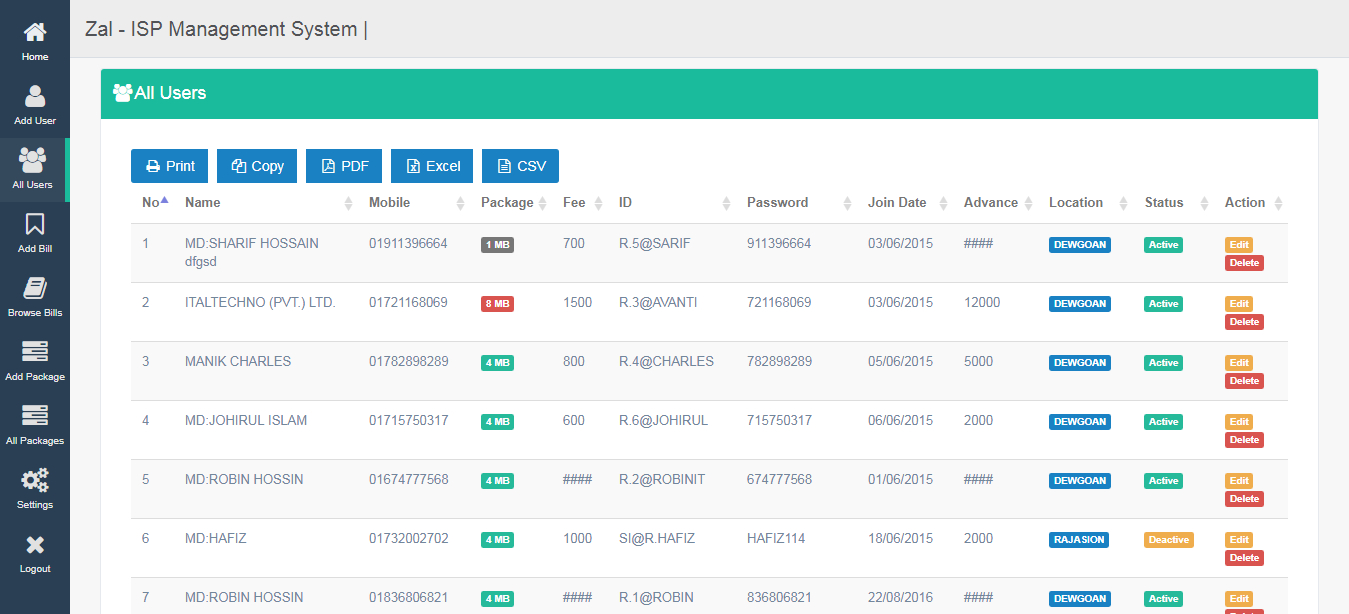 Zal - ISP Management System |
Home
Add User
All Users
Add Bill
Browse Bills
Add Package
All Packages
Settings
Logout
All Users
Print Copy PDF Excel CSV
No Name Mobile Package Fee ID Password Join Date Advance Location Status Action
1 MD:SHARIF HOSSAIN 01911396664 1 MB 700 R.5@SARIF 911396664 03/06/2015 #### DEWGOAN Active Edit
dfgsd Delete
2 ITALTECHNO (PVT.) LTD. 01721168069 8 MB 1500 R.3@AVANTI 721168069 03/06/2015 12000 DEWGOAN Active Edit
Delete
3 MANIK CHARLES 01782898289 4 MB 800 R.4@CHARLES 782898289 05/06/2015 5000 DEWGOAN Active Edit
Delete
4 MD:JOHIRUL ISLAM 01715750317 4 MB 600 R.6@JOHIRUL 715750317 06/06/2015 2000 DEWGOAN Active Edit
Delete
5 MD:ROBIN HOSSIN 01674777568 4 MB #### R.2@ROBINIT 674777568 01/06/2015 #### DEWGOAN Active Edit
Delete
6 MD:HAFIZ 01732002702 4 MB 1000 SI@R.HAFIZ HAFIZ114 18/06/2015 2000 RAJASION Deactive Edit
Delete
7 MD:ROBIN HOSSIN 01836806821 4 MB #### R.1@ROBIN 836806821 22/08/2016 #### DEWGOAN Active Edit